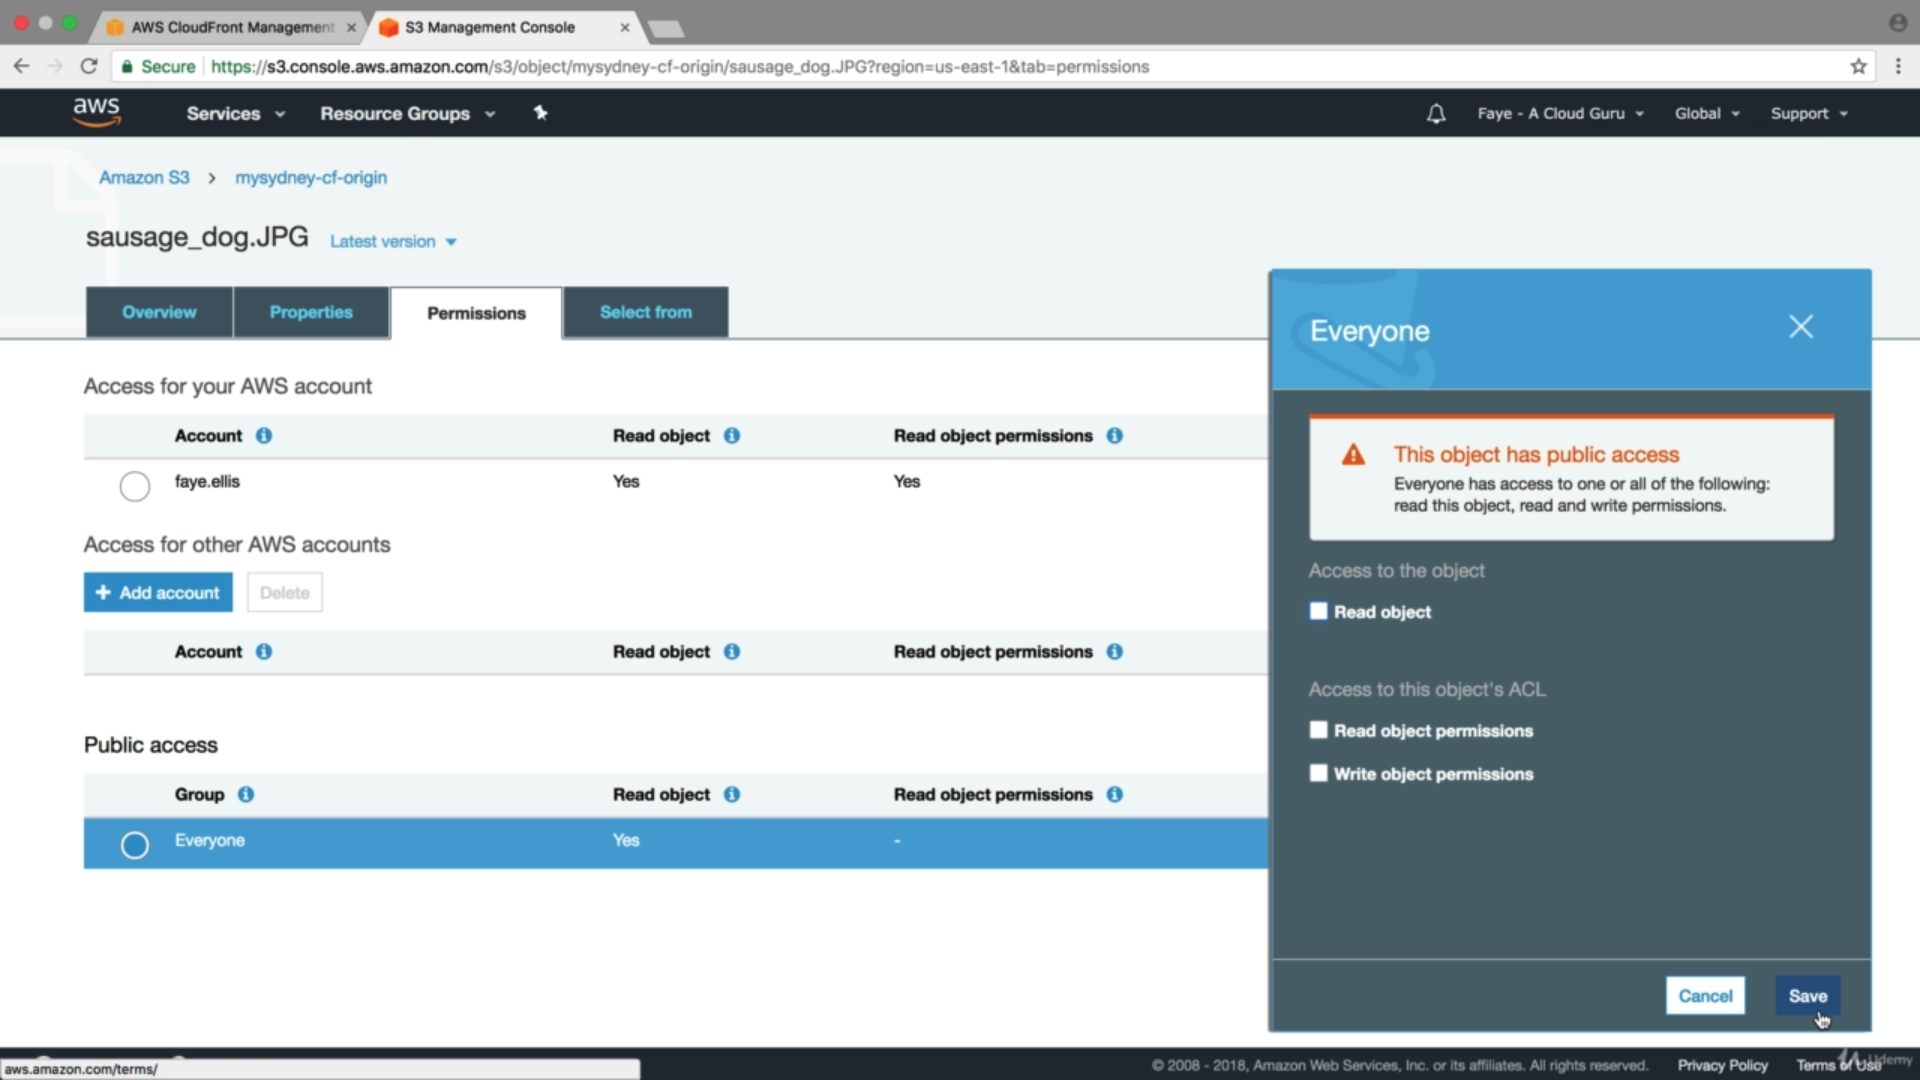 AWS CloudFront Management
S3 Management Console
Secure
https://s3.console.aws.amazon.com/s3/object/mysydney-cf-origin/sausage_dog.JPG?region=us-east-1&tab=permissions
aws
Services
Resource Groups
Faye - A Cloud Guru
Global
Support
Amazon S3 > mysydney-cf-origin
sausage_dog.JPG
Latest version
Overview
Properties
Permissions
Select from
Access for your AWS account
Account
Read object
Read object permissions
faye.ellis
Yes
Yes
Access for other AWS accounts
+ Add account
Delete
Account
Read object
Read object permissions
Public access
Group
Read object
Read object permissions
Everyone
Yes
-
Everyone
This object has public access
Everyone has access to one or all of the following:
read this object, read and write permissions.
Access to the object
Read object
Access to this object's ACL
Read object permissions
Write object permissions
Cancel
Save
aws.amazon.com/terms/
© 2008 - 2018, Amazon Web Services, Inc. or its affiliates. All rights reserved.
Privacy Policy
Terms of Use
Udemy